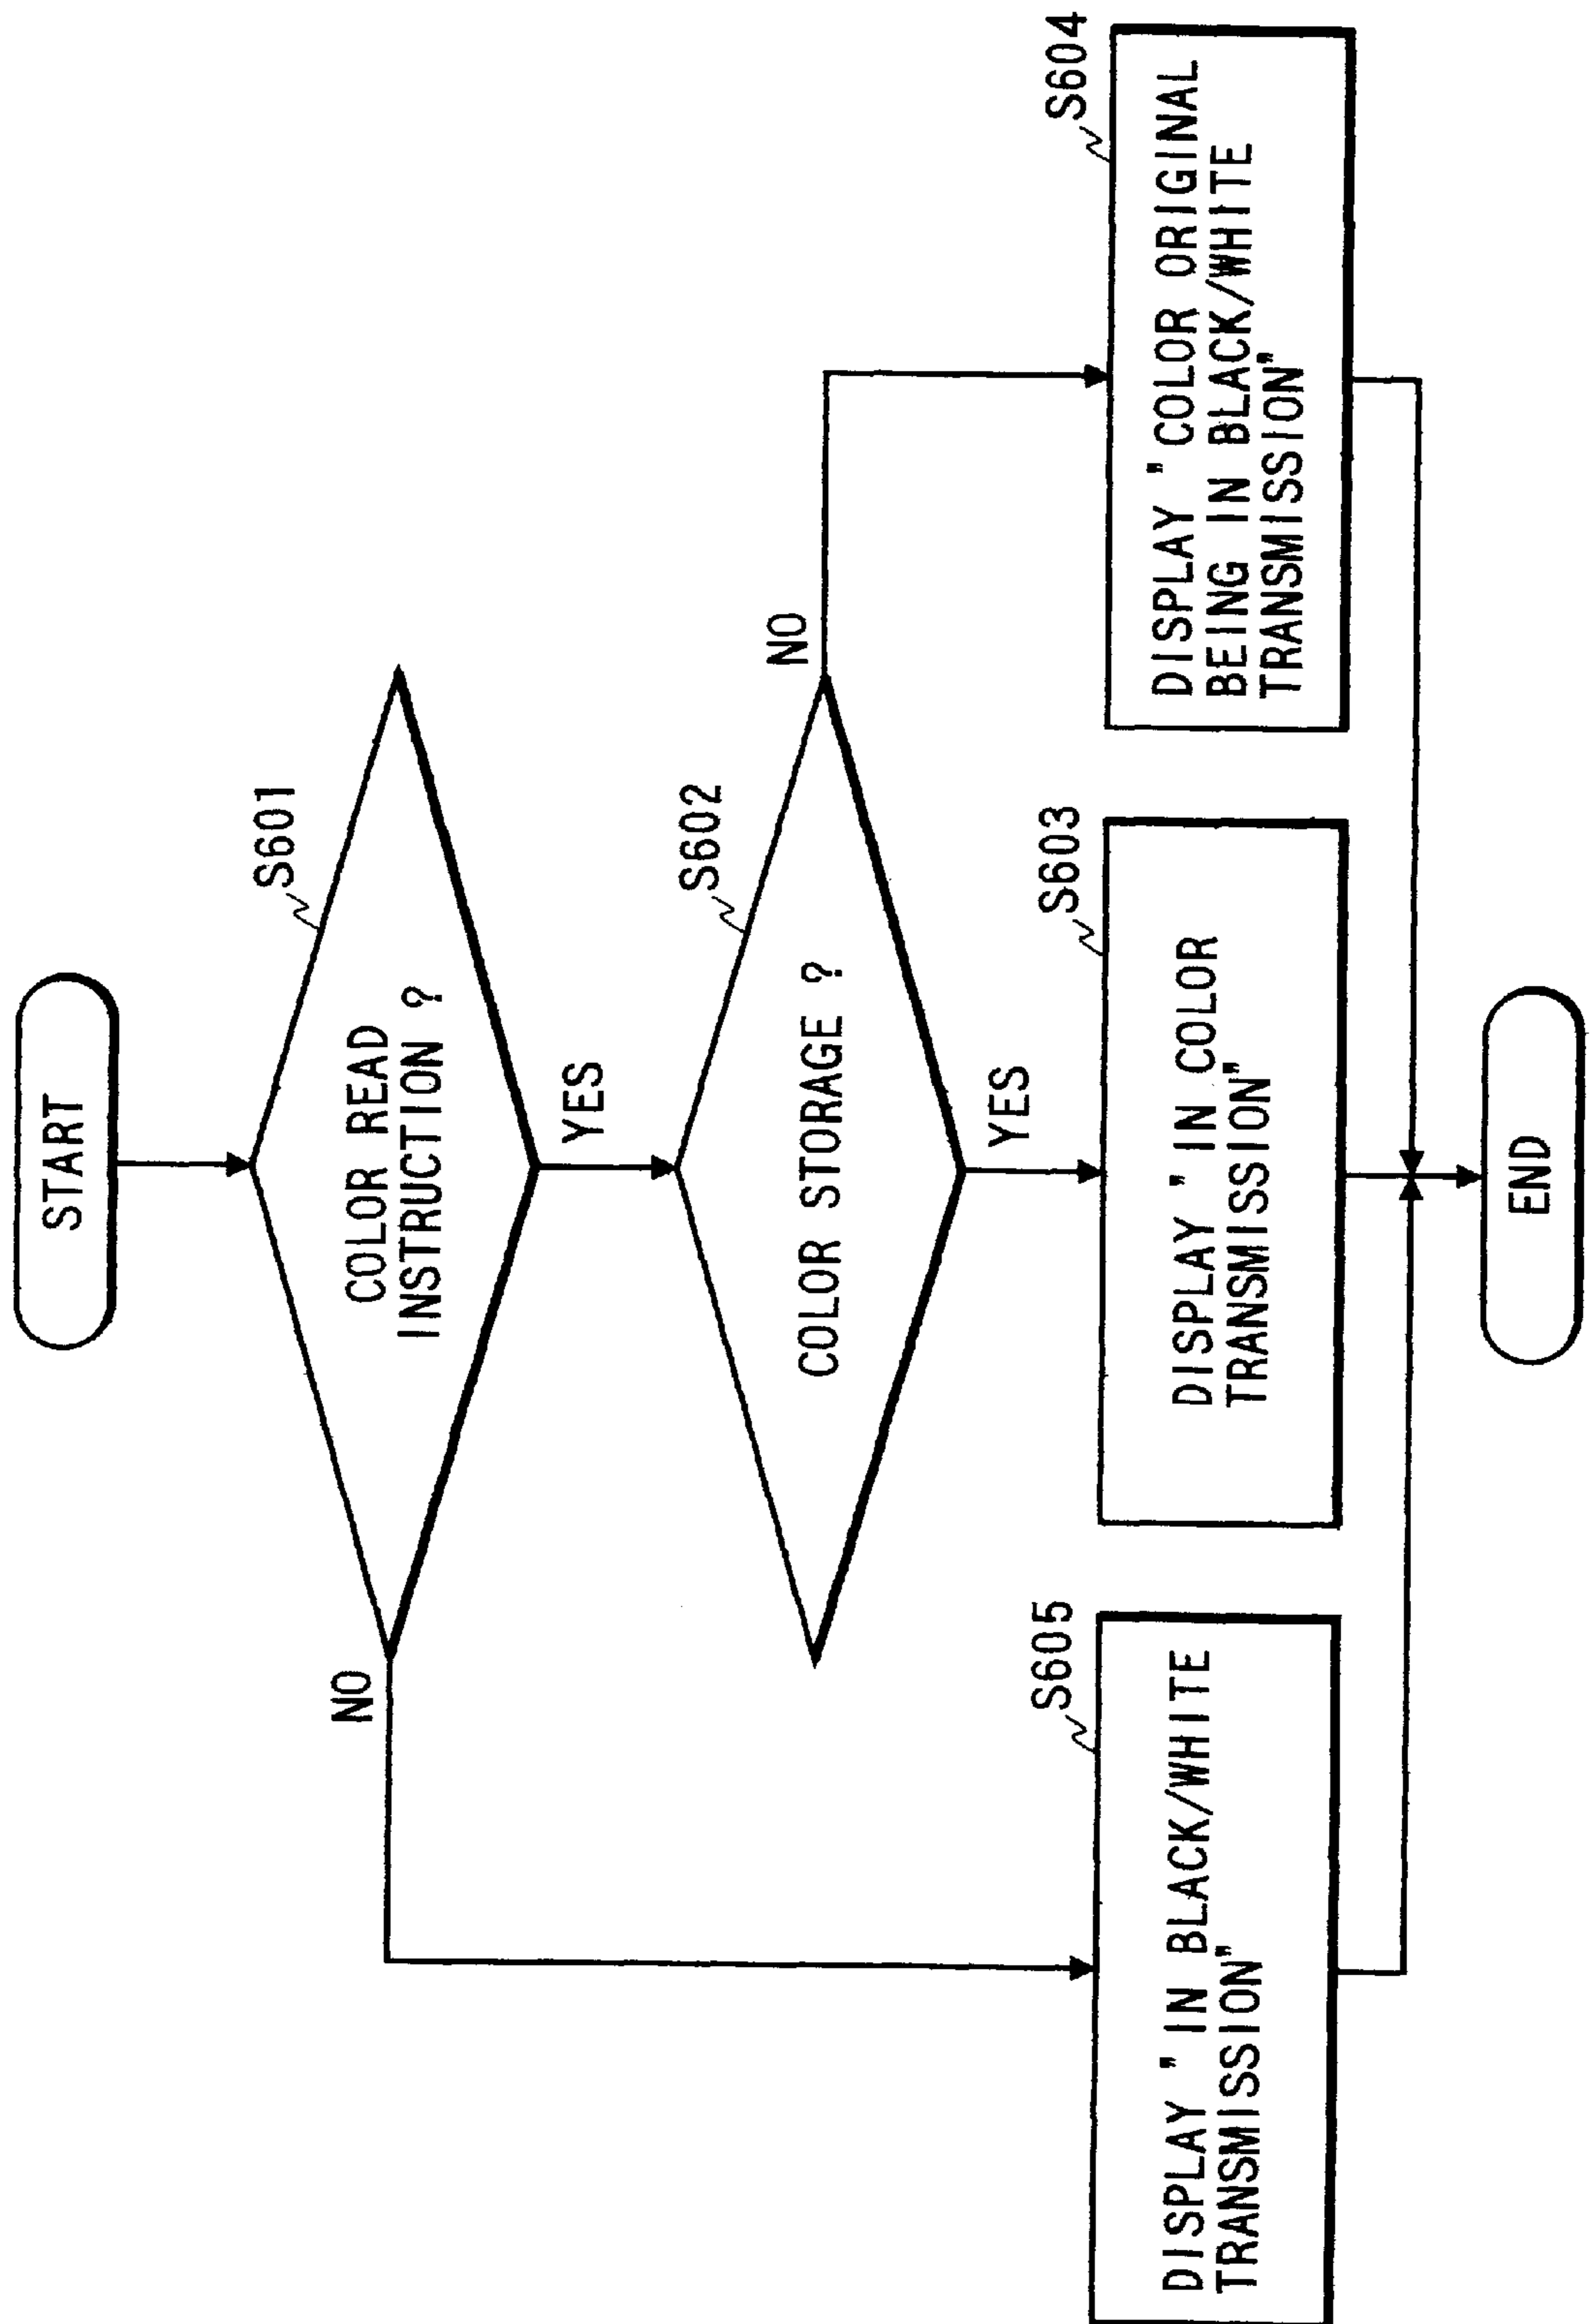 START
S601
COLOR READ
INSTRUCTION ?
NO
YES
S602
COLOR STORAGE ?
NO
YES
S605
DISPLAY " IN BLACK/WHITE
TRANSMISSION"
S603
DISPLAY " IN COLOR
TRANSMISSION"
S604
DISPLAY " COLOR ORIGINAL
BEING IN BLACK/WHITE
TRANSMISSION"
END